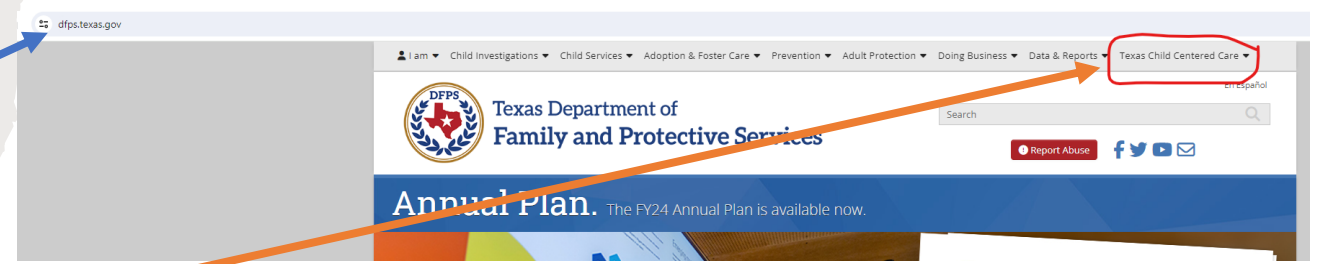 dfps.texas.gov
I am Child Investigations Child Services Adoption & Foster Care Prevention Adult Protection Doing Business Data & Reports Texas Child Centered Care
En Español
DFPS
Texas Department of
Family and Protective Services
Search
Report Abuse
Annual Plan. The FY24 Annual Plan is available now.